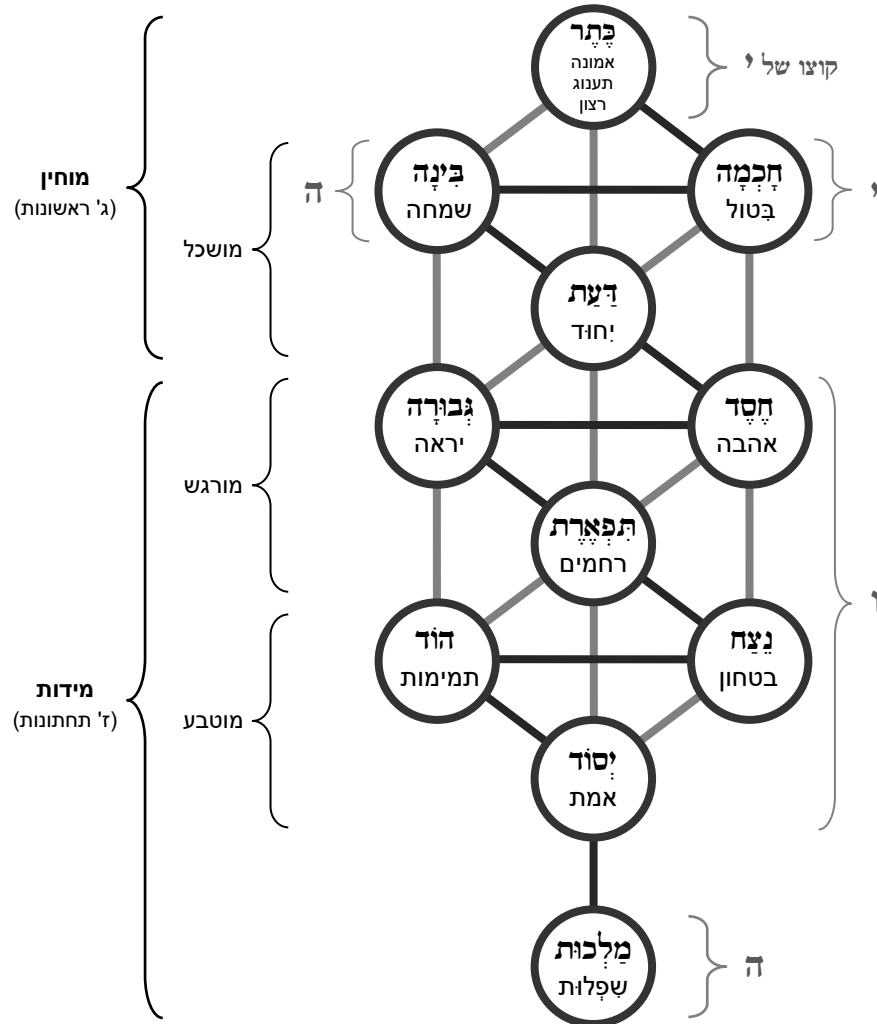 כֶּתֶר
אמונה
תענוג
רצון
קוצו של י
חָכְמָה
בִּטול
י
בִּינָה
שמחה
ה
מוחין
(ג' ראשונות)
מושכל
דַּעַת
יִחוּד
חֶסֶד
אהבה
גְּבוּרָה
יראה
מורגש
תִּפְאֶרֶת
רחמים
ו
נֵצַח
בטחון
הוֹד
תמימות
מוטבע
מידות
(ז' תחתונות)
יְסוֹד
אמת
מַלְכוּת
שִפְלוּת
ה